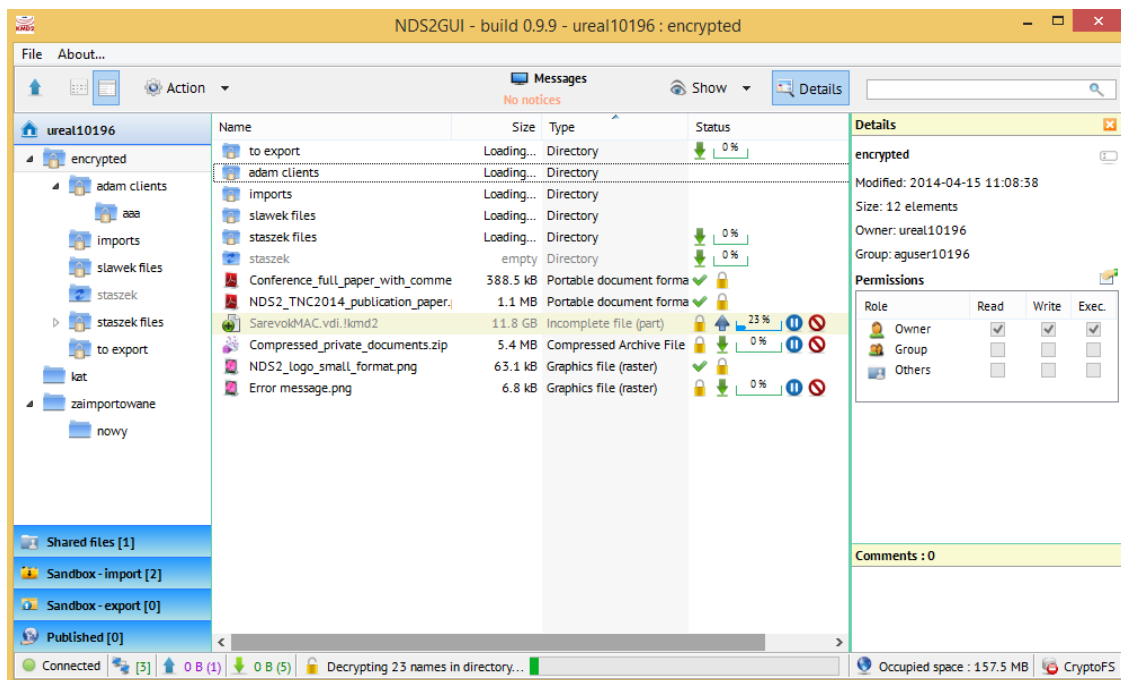 KMD2
NDS2GUI - build 0.9.9 - ureal10196 : encrypted
File About...
Action
Messages
No notices
Show
Details
ureal10196
encrypted
adam clients
aaa
imports
slawek files
staszek
staszek files
to export
kat
zaimportowane
nowy
Shared files [1]
Sandbox - import [2]
Sandbox - export [0]
Published [0]
Name Size Type Status
to export Loading... Directory 0 %
adam clients Loading... Directory
imports Loading... Directory
slawek files Loading... Directory
staszek files Loading... Directory 0 %
staszek empty Directory 0 %
Conference_full_paper_with_comme 388.5 kB Portable document forma
NDS2_TNC2014_publication_paper. 1.1 MB Portable document forma
SarevokMAC.vdi.!kmd2 11.8 GB Incomplete file (part) 23 %
Compressed_private_documents.zip 5.4 MB Compressed Archive File 0 %
NDS2_logo_small_format.png 63.1 kB Graphics file (raster)
Error message.png 6.8 kB Graphics file (raster) 0 %
Details
encrypted
Modified: 2014-04-15 11:08:38
Size: 12 elements
Owner: ureal10196
Group: aguser10196
Permissions
Role Read Write Exec.
Owner
Group
Others
Comments : 0
Connected [3] 0 B (1) 0 B (5) Decrypting 23 names in directory... Occupied space : 157.5 MB CryptoFS